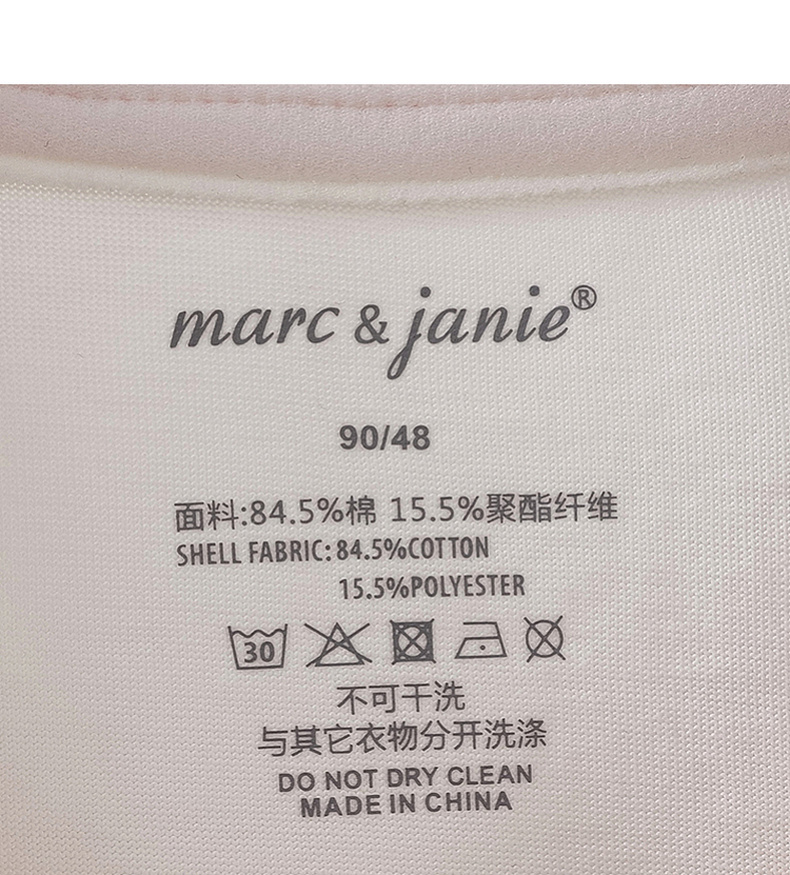 marc & janie®
90/48
面料:84.5%棉 15.5%聚酯纤维
SHELL FABRIC:84.5%COTTON
15.5%POLYESTER
30
不可干洗
与其它衣物分开洗涤
DO NOT DRY CLEAN
MADE IN CHINA